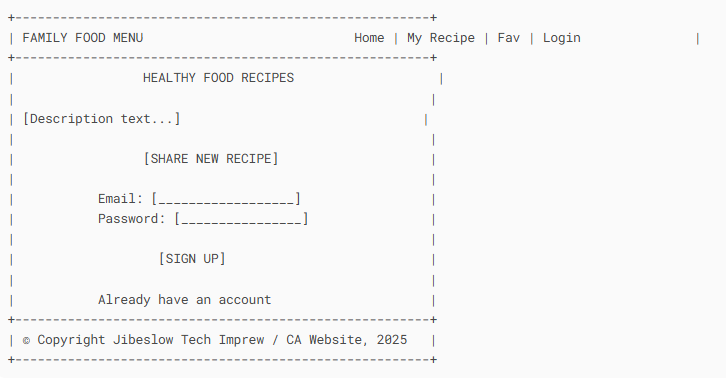 +-------------------------------------------------------+
| FAMILY FOOD MENU                            Home | My Recipe | Fav | Login               |
+-------------------------------------------------------+
|                 HEALTHY FOOD RECIPES                   |
|                                                       |
| [Description text...]                                |
|                                                       |
|                 [SHARE NEW RECIPE]                    |
|                                                       |
|           Email: [__________________]                 |
|           Password: [________________]                |
|                                                       |
|                   [SIGN UP]                           |
|                                                       |
|           Already have an account                     |
+-------------------------------------------------------+
| © Copyright Jibeslow Tech Imprew / CA Website, 2025   |
+-------------------------------------------------------+